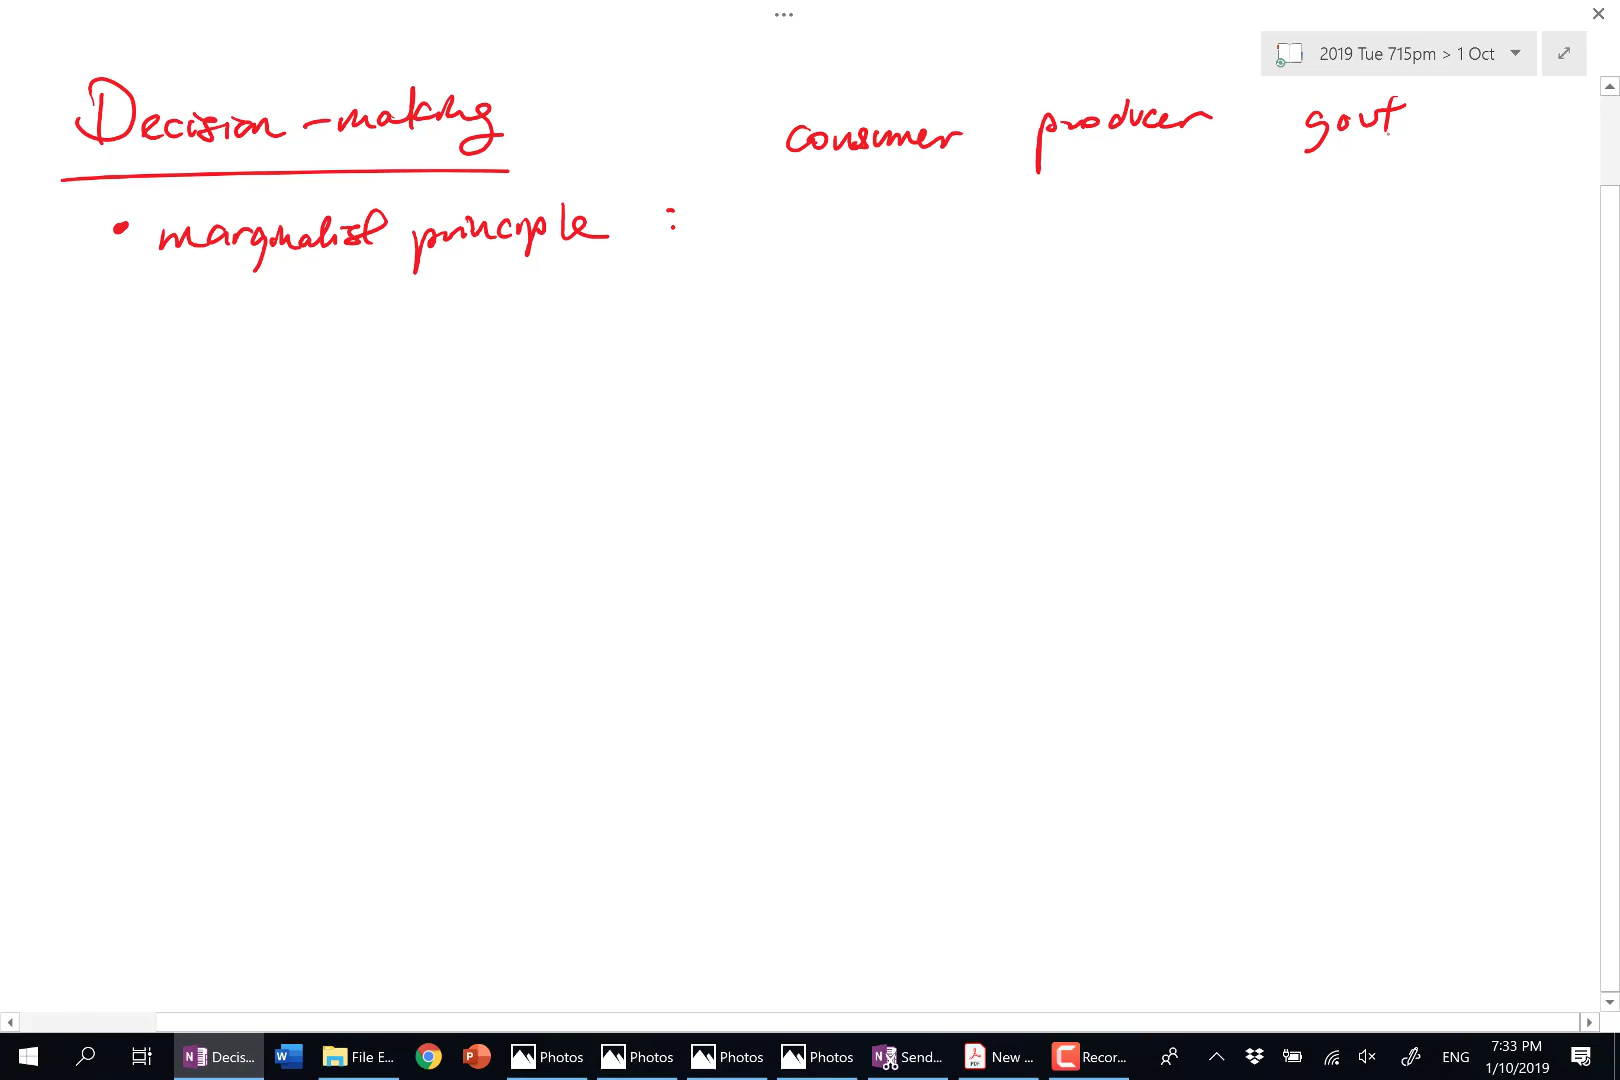 2019 Tue 715pm > 1 Oct
Decision-making consumer producer govt
• marginalist principle :
Decis... File E... Photos Photos Photos Photos Send... New ... Recor... ENG 7:33 PM
1/10/2019